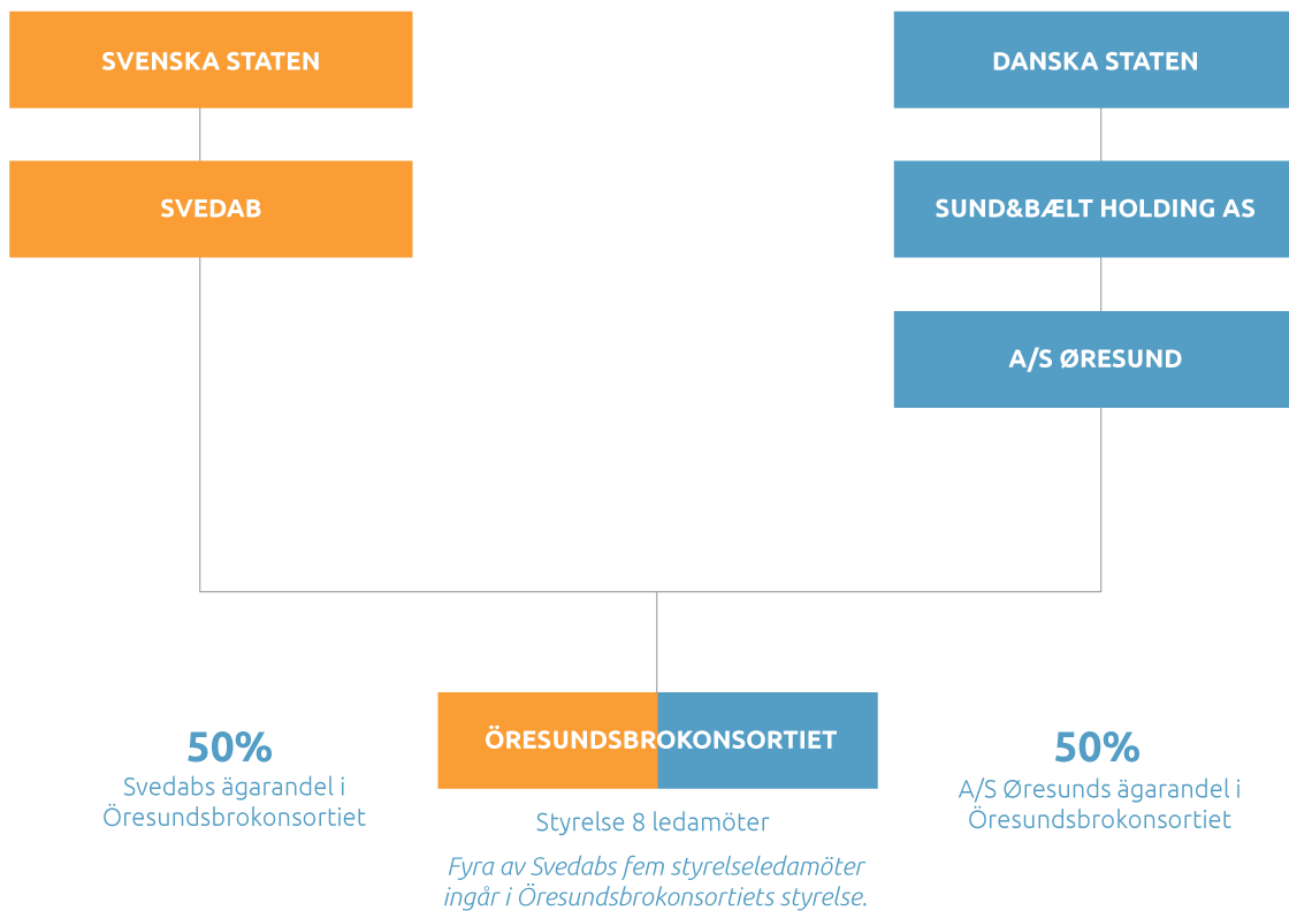 SVENSKA STATEN
DANSKA STATEN
SVEDAB
SUND&BÆLT HOLDING AS
A/S ØRESUND
ÖRESUNDSBROKONSORTIET
50%
Svedabs ägarandel i
Öresundsbrokonsortiet
50%
A/S Øresunds ägarandel i
Öresundsbrokonsortiet
Styrelse 8 ledamöter
Fyra av Svedabs fem styrelseledamöter
ingår i Öresundsbrokonsortiets styrelse.